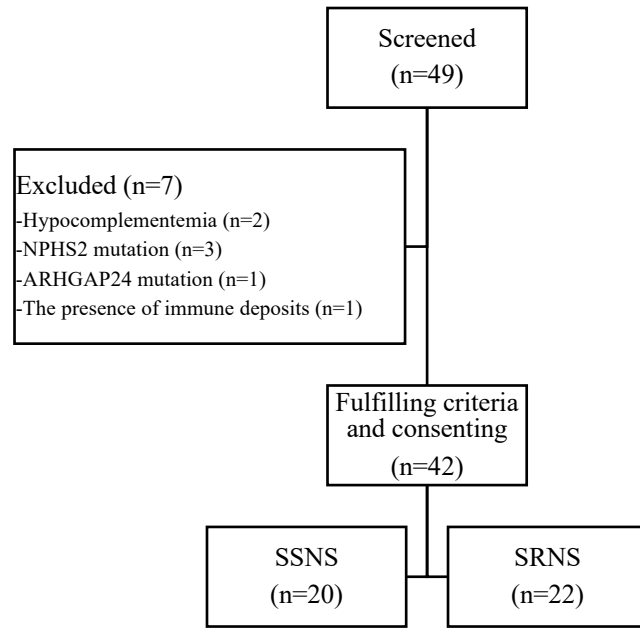 Screened
(n=49)
Excluded (n=7)
-Hypocomplementemia (n=2)
-NPHS2 mutation (n=3)
-ARHGAP24 mutation (n=1)
-The presence of immune deposits (n=1)
Fulfilling criteria
and consenting
(n=42)
SSNS
(n=20)
SRNS
(n=22)